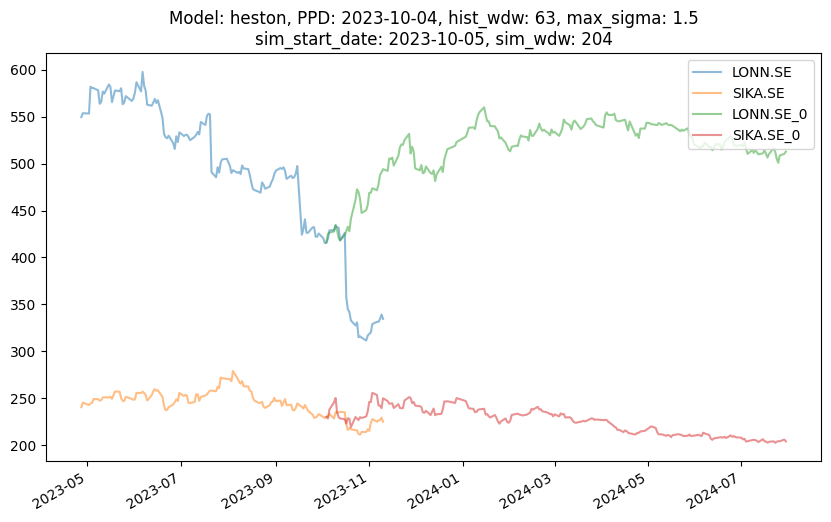 Model: heston, PPD: 2023-10-04, hist_wdw: 63, max_sigma: 1.5
sim_start_date: 2023-10-05, sim_wdw: 204
LONN.SE
SIKA.SE
LONN.SE_0
SIKA.SE_0
600
550
500
450
400
350
300
250
200
2023-05
2023-07
2023-09
2023-11
2024-01
2024-03
2024-05
2024-07